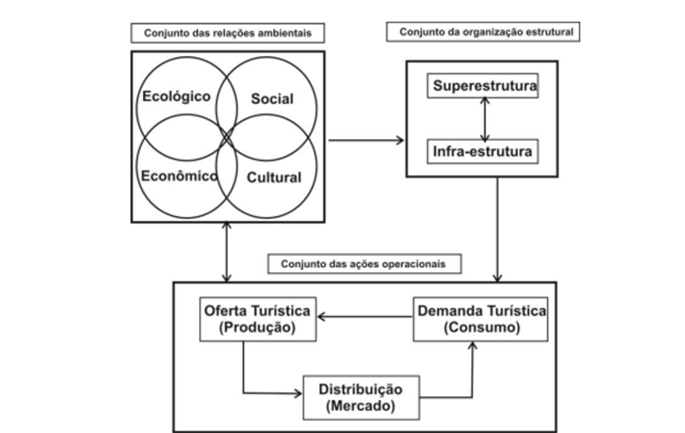 Conjunto das relações ambientais
Conjunto da organização estrutural
Ecológico
Social
Econômico
Cultural
Superestrutura
Infra-estrutura
Conjunto das ações operacionais
Oferta Turística
(Produção)
Demanda Turística
(Consumo)
Distribuição
(Mercado)